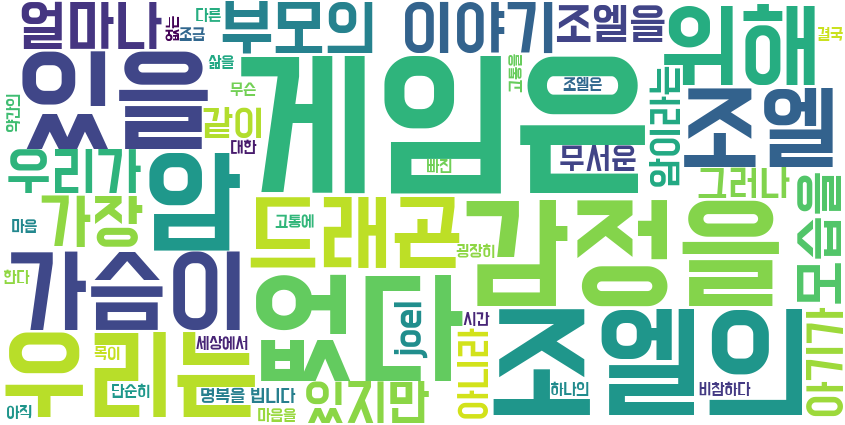 얼마나
없는
조금
다른
부모의 이야기
조엘을
위해
결국
있을
삶을
게임은
고통을
조엘은
무슨
약간의
같이
대한
빠진
무서운
암이라는
조엘
우리가
암
가장
그러나
모습을
마음
드래곤
고통에
감정을
굉장히
가슴이
한다
없다
joel
시간
세상에서
우리는
목이
조엘의
아니라
아기가
단순히
명복을 빕니다
있지만
하나의
비참하다
아직
마음을